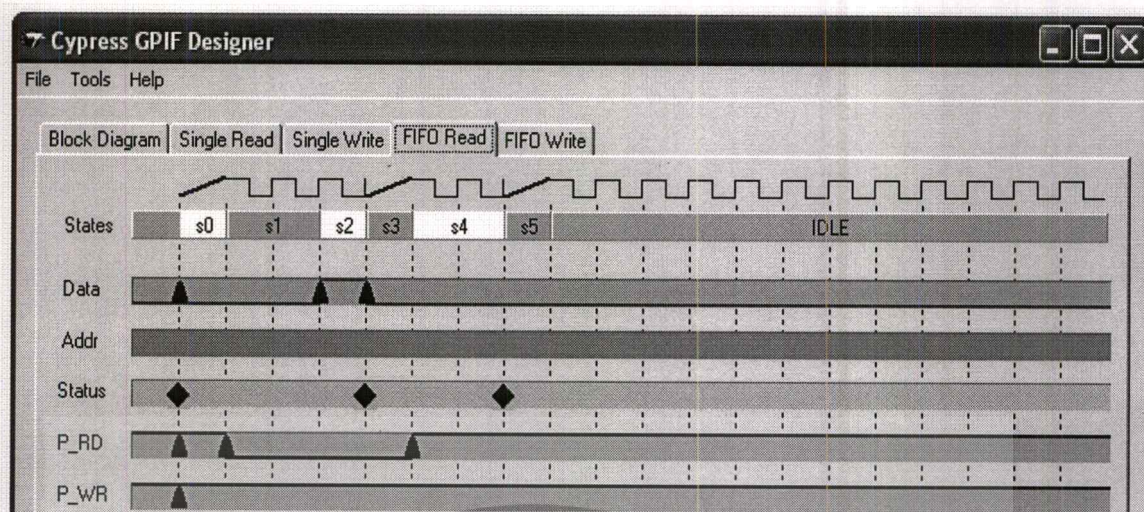 Cypress GPIF Designer
File Tools Help
Block Diagram Single Read Single Write FIFO Read FIFO Write
States s0 s1 s2 s3 s4 s5 IDLE
Data
Addr
Status
P_RD
P_WR